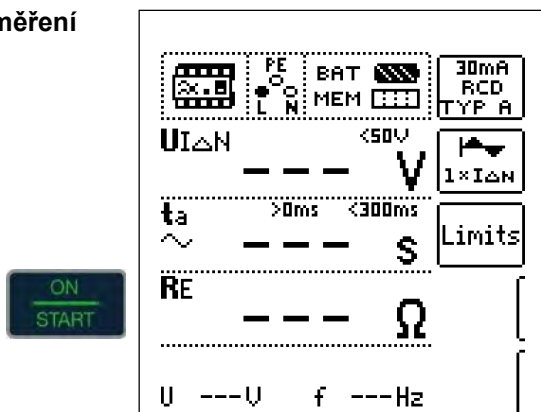 měření
PE
L N
BAT
MEM
30mA
RCD
TYP A
UI△N <50V
--- V
1×I△N
ta >0ms <300ms
--- s
Limits
ON
START
RE
--- Ω
U ---V f ---Hz